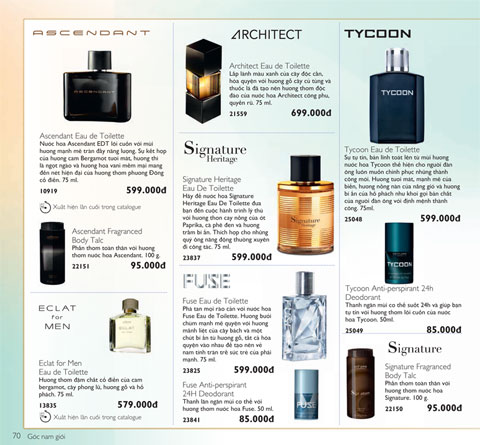 ASCENDANT
ASCENDANT
Ascendant Eau de Toilette
Nước hoa Ascendant EDT lôi cuốn với mùi
hương mạnh mẽ tràn đầy năng lượng. Sự kết hợp
của hương cam Bergamot tươi mát, hương thì
là ngọt ngào và hương hoa vani mềm mại mang
đến nét hiện đại của hương thơm phương Đông
cổ điển. 75 ml.
10919 599.000đ
Xuất hiện lần cuối trong catalogue
Ascendant Fragranced
Body Talc
Phấn thơm toàn thân với hương
thơm nước hoa Ascendant. 100 g.
22151 95.000đ
ECLAT
for
MEN
Eclat for Men
Eau de Toilette
Hương thơm đậm chất cổ điển của cam
bergamot, cây phong lữ, hương gỗ và hổ
phách. 75 ml.
13835 579.000đ
Xuất hiện lần cuối trong catalogue
ARCHITECT
Architect Eau de Toilette
Lấp lánh màu xanh của cây độc cần,
hòa quyện với hương gỗ cây củ tùng và
thuốc lá đã tạo nên hương thơm độc
đáo của nước hoa Architect công phu,
quyến rũ. 75 ml.
21559 699.000đ
Signature
Heritage
Signature Heritage
Eau De Toilette
Hãy để nước hoa Signature
Heritage Eau De Toilette đưa
bạn đến cuộc hành trình lý thú
với hương thơm cay nồng của ớt
Paprika, cà phê đen và hương
trầm bí ẩn. Thích hợp cho những
quý ông năng động thường xuyên
đi công tác. 75 ml.
23837 599.000đ
Signature
FUSE
Fuse Eau de Toilette
Phá tan mọi rào cản với nước hoa
Fuse Eau de Toilette. Hương bưởi
chùm mạnh mẽ quyện với hương
mãnh liệt của cây bách và một
chút bí ẩn từ hương gỗ, tất cả hòa
quyện vào nhau để tạo nên vẻ
nam tính tràn trề sức trẻ của phái
mạnh. 75 ml.
23825 599.000đ
Fuse Anti-perspirant
24H Deodorant
Thanh lăn ngăn mùi cơ thể với
hương thơm nước hoa Fuse. 50 ml.
23841 85.000đ
FUSE
TYCOON
TYCOON
Tycoon Eau de Toilette
Sự tự tin, bản lĩnh toát lên từ mùi hương
nước hoa Tycoon thể hiện cho người đàn
ông luôn muốn chinh phục những thành
công mới. Hương tươi mát, mạnh mẽ của
biển, hương nồng nàn của nắng gió và hương
bí ẩn của cỏ hổ phách như khơi gợi bản chất
của người đàn ông với định mệnh thành
công. 75ml.
25048 599.000đ
TYCOON
Tycoon Anti-perspirant 24h
Deodorant
Thanh ngăn mùi cơ thể suốt 24h và giúp bạn
tự tin với hương thơm lôi cuốn của nước
hoa Tycoon. 50ml.
25049 85.000đ
Signature
Signature Fragranced
Body Talc
Phấn thơm toàn thân với
hương thơm nước hoa
Signature. 100 g.
22150 95.000đ
70 Góc nam giới